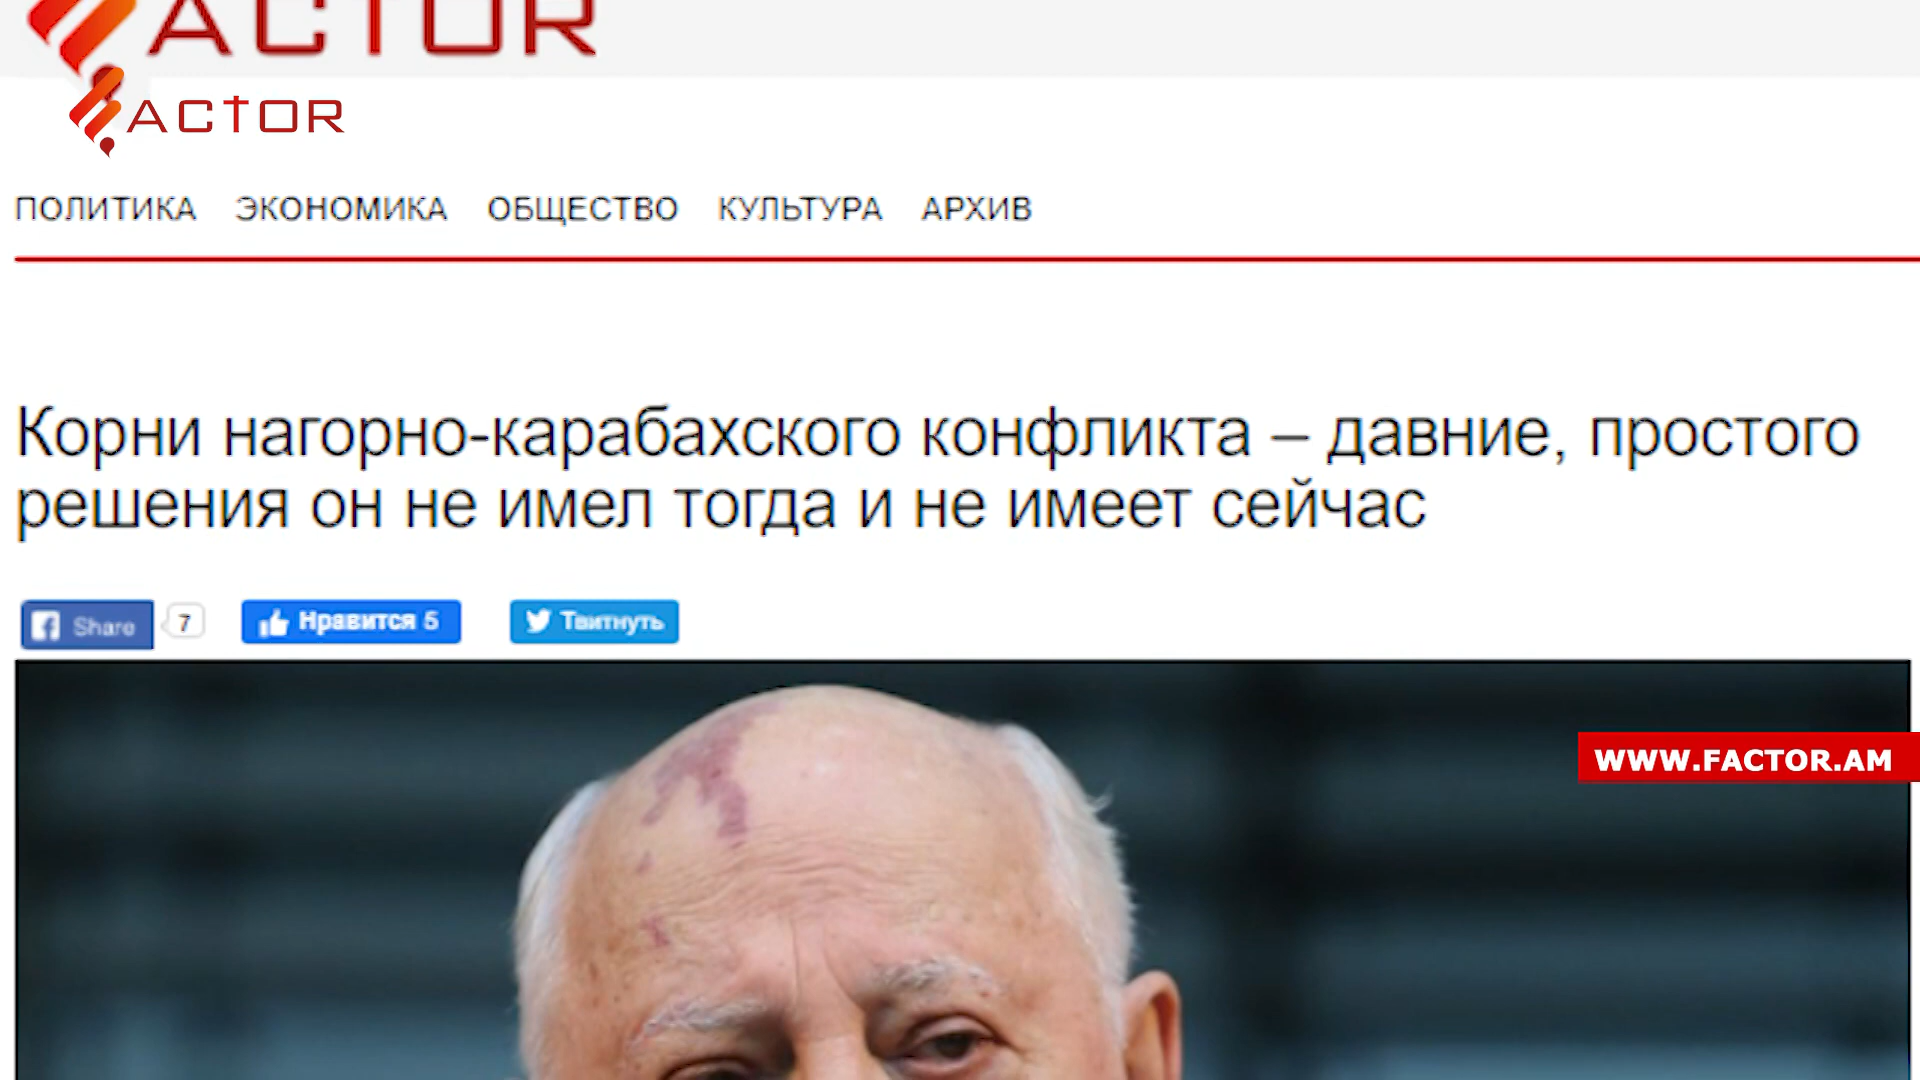 ACTOR
ACTOR
ПОЛИТИКА ЭКОНОМИКА ОБЩЕСТВО КУЛЬТУРА АРХИВ
Корни нагорно-карабахского конфликта – давние, простого
решения он не имел тогда и не имеет сейчас
Share 7 Нравится 5 Твитнуть
WWW.FACTOR.AM